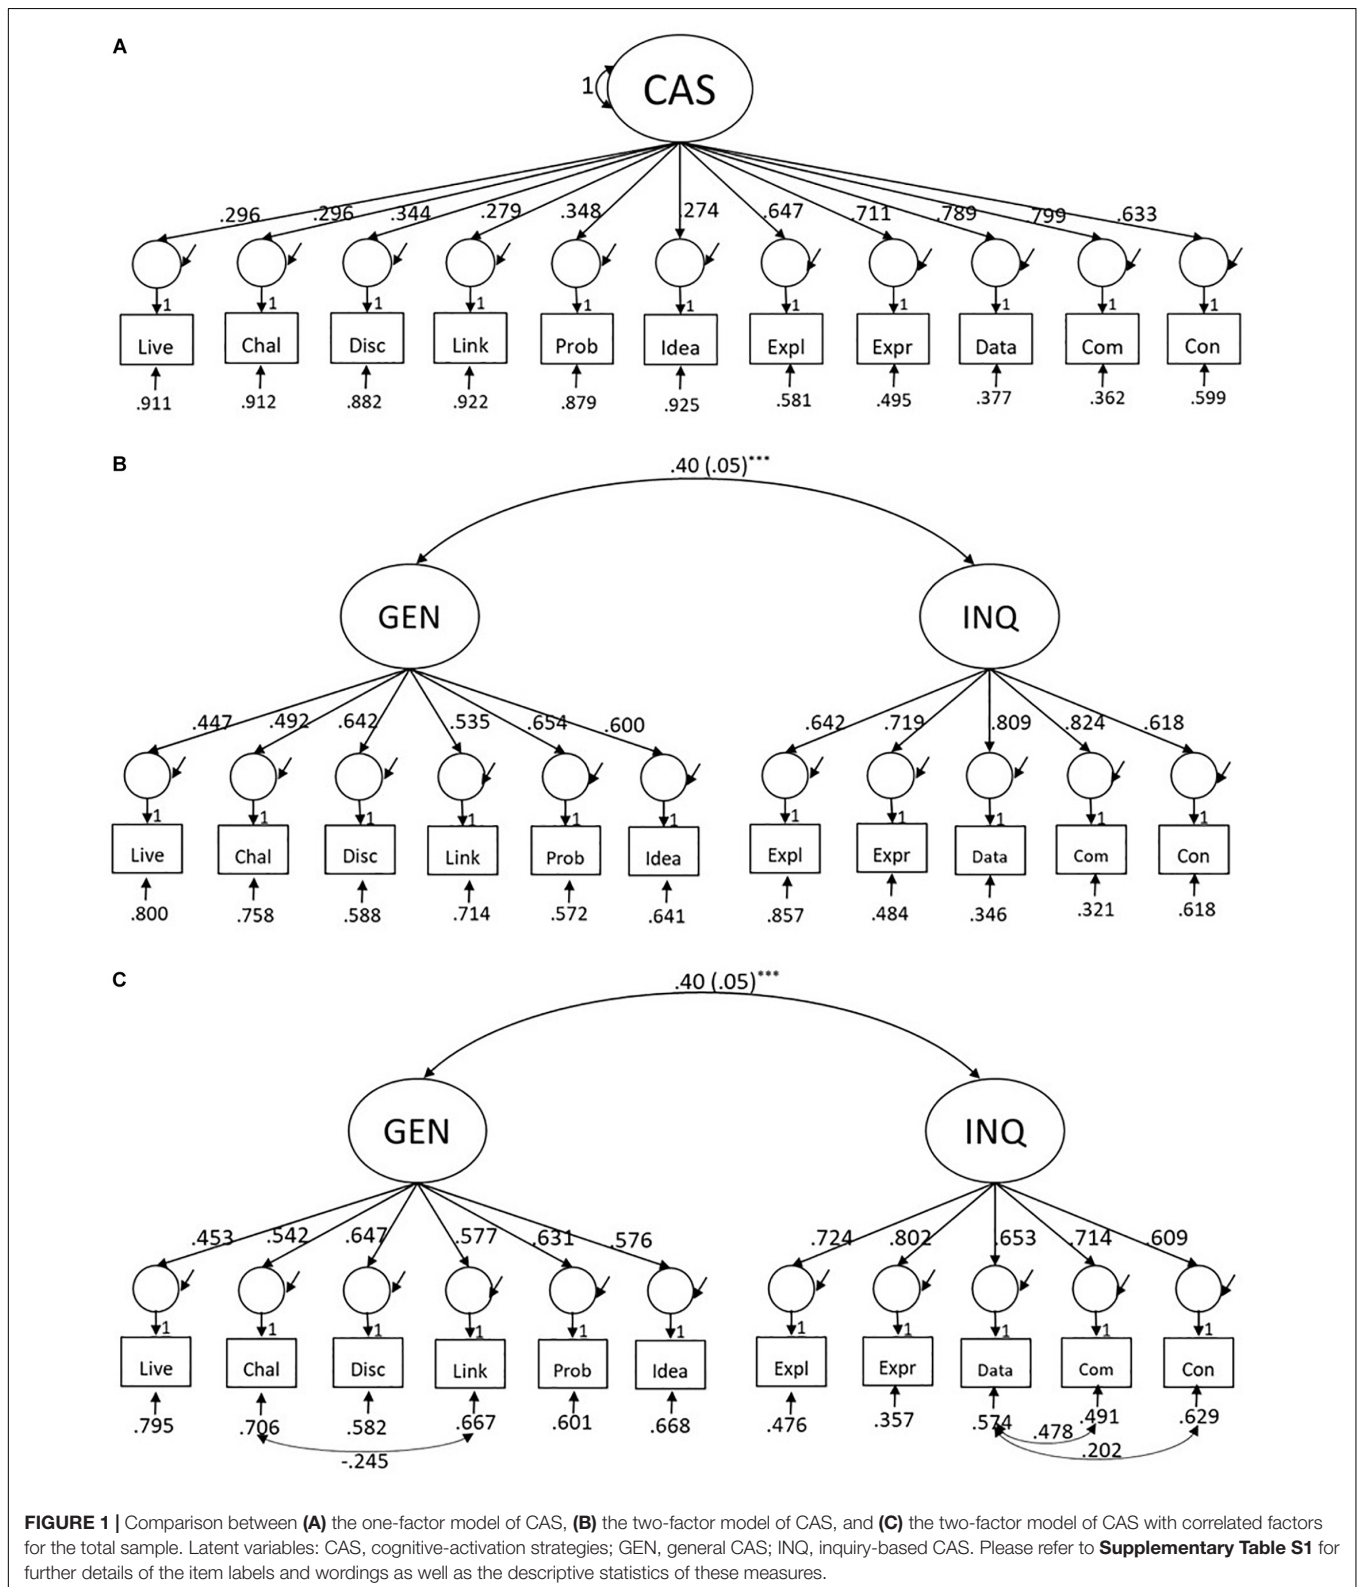 A
1 CAS
.296 .296 .344 .279 .348 .274 .647 .711 .789 .799 .633
1 1 1 1 1 1 1 1 1 1 1
Live Chal Disc Link Prob Idea Expl Expr Data Com Con
.911 .912 .882 .922 .879 .925 .581 .495 .377 .362 .599
B
.40 (.05)***
GEN INQ
.447 .492 .642 .535 .654 .600 .642 .719 .809 .824 .618
1 1 1 1 1 1 1 1 1 1 1
Live Chal Disc Link Prob Idea Expl Expr Data Com Con
.800 .758 .588 .714 .572 .641 .857 .484 .346 .321 .618
C
.40 (.05)***
GEN INQ
.453 .542 .647 .577 .631 .576 .724 .802 .653 .714 .609
1 1 1 1 1 1 1 1 1 1 1
Live Chal Disc Link Prob Idea Expl Expr Data Com Con
.795 .706 .582 .667 .601 .668 .476 .357 .574 .491 .629
-.245 .478 .202
FIGURE 1 | Comparison between (A) the one-factor model of CAS, (B) the two-factor model of CAS, and (C) the two-factor model of CAS with correlated factors
for the total sample. Latent variables: CAS, cognitive-activation strategies; GEN, general CAS; INQ, inquiry-based CAS. Please refer to Supplementary Table S1 for
further details of the item labels and wordings as well as the descriptive statistics of these measures.